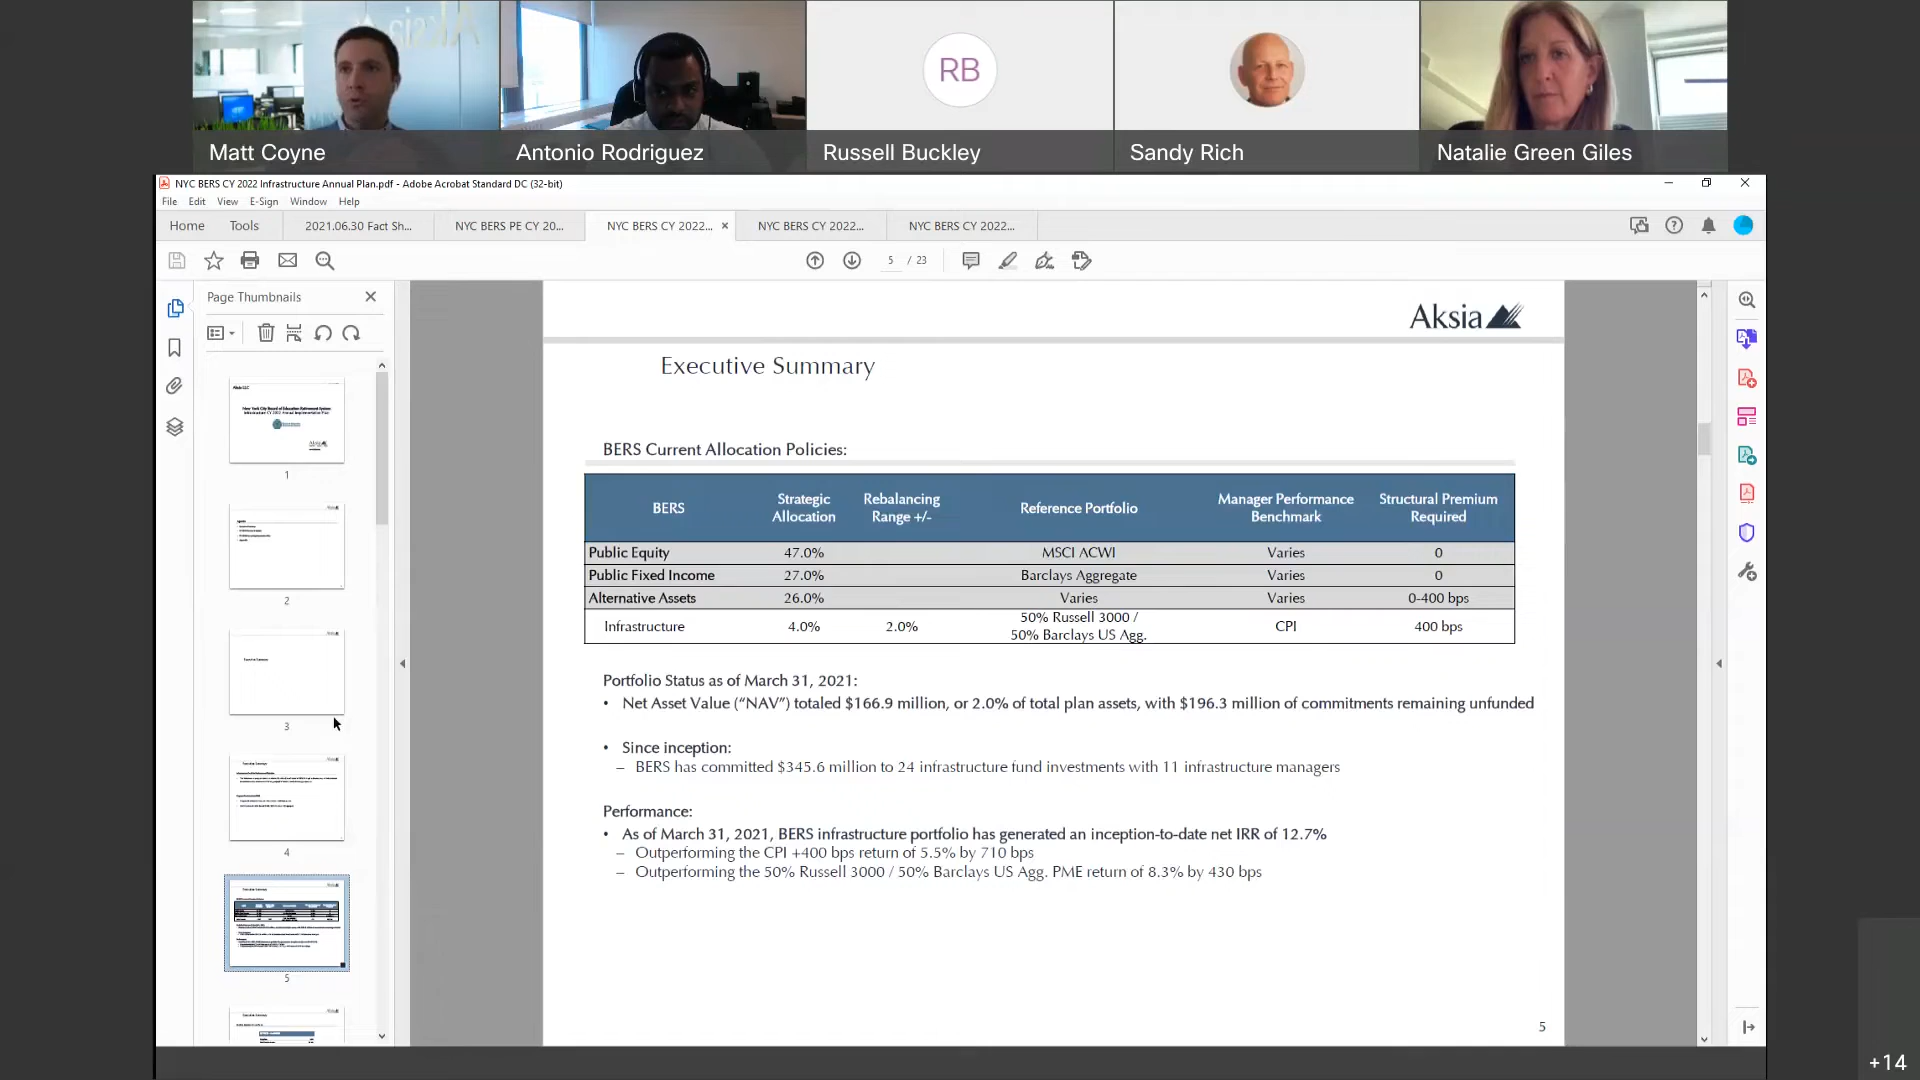 Aksia
RB
Matt Coyne
Antonio Rodriguez
Russell Buckley
Sandy Rich
Natalie Green Giles
NYC BERS CY 2022 Infrastructure Annual Plan.pdf - Adobe Acrobat Standard DC (32-bit)
File Edit View E-Sign Window Help
Home Tools 2021.06.30 Fact Sh... NYC BERS PE CY 20... NYC BERS CY 2022... × NYC BERS CY 2022... NYC BERS CY 2022...
5 / 23
Page Thumbnails
1
2
3
4
5
Aksia
Executive Summary
BERS Current Allocation Policies:
BERS Strategic Allocation Rebalancing Range +/- Reference Portfolio Manager Performance Benchmark Structural Premium Required
Public Equity 47.0% MSCI ACWI Varies 0
Public Fixed Income 27.0% Barclays Aggregate Varies 0
Alternative Assets 26.0% Varies Varies 0-400 bps
Infrastructure 4.0% 2.0% 50% Russell 3000 / 50% Barclays US Agg. CPI 400 bps
Portfolio Status as of March 31, 2021:
• Net Asset Value (“NAV”) totaled $166.9 million, or 2.0% of total plan assets, with $196.3 million of commitments remaining unfunded
• Since inception:
– BERS has committed $345.6 million to 24 infrastructure fund investments with 11 infrastructure managers
Performance:
• As of March 31, 2021, BERS infrastructure portfolio has generated an inception-to-date net IRR of 12.7%
– Outperforming the CPI +400 bps return of 5.5% by 710 bps
– Outperforming the 50% Russell 3000 / 50% Barclays US Agg. PME return of 8.3% by 430 bps
5
+14